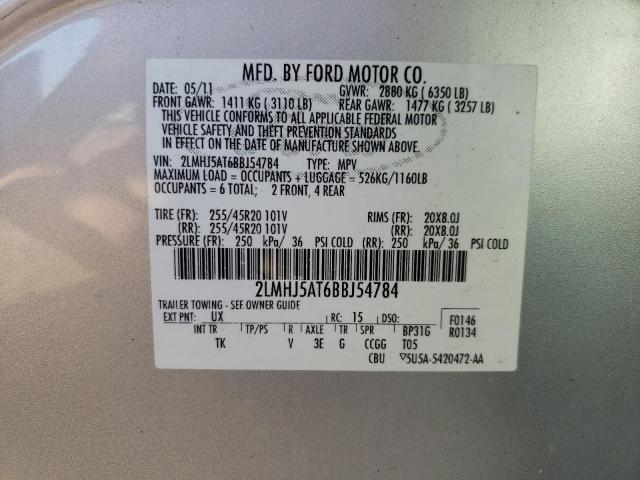 MFD. BY FORD MOTOR CO.
DATE: 05/11 GVWR: 2880 KG ( 6350 LB)
FRONT GAWR: 1411 KG ( 3110 LB) REAR GAWR: 1477 KG ( 3257 LB)
THIS VEHICLE CONFORMS TO ALL APPLICABLE FEDERAL MOTOR
VEHICLE SAFETY AND THEFT PREVENTION STANDARDS
IN EFFECT ON THE DATE OF MANUFACTURE SHOWN ABOVE.
VIN: 2LMHJ5AT6BBJ54784 TYPE: MPV
MAXIMUM LOAD = OCCUPANTS + LUGGAGE = 526KG/1160LB
OCCUPANTS = 6 TOTAL; 2 FRONT, 4 REAR
TIRE (FR): 255/45R20 101V RIMS (FR): 20X8.0J
(RR): 255/45R20 101V (RR): 20X8.0J
PRESSURE (FR): 250 kPa/ 36 PSI COLD (RR): 250 kPa/ 36 PSI COLD
2LMHJ5AT6BBJ54784
TRAILER TOWING - SEE OWNER GUIDE
EXT PNT: UX RC: 15 DSO: F0146
R0134
INT TR TP/PS R AXLE TR SPR BP31G
TK V 3E G CCGG T05
CBU ▽5U5A-5420472-AA